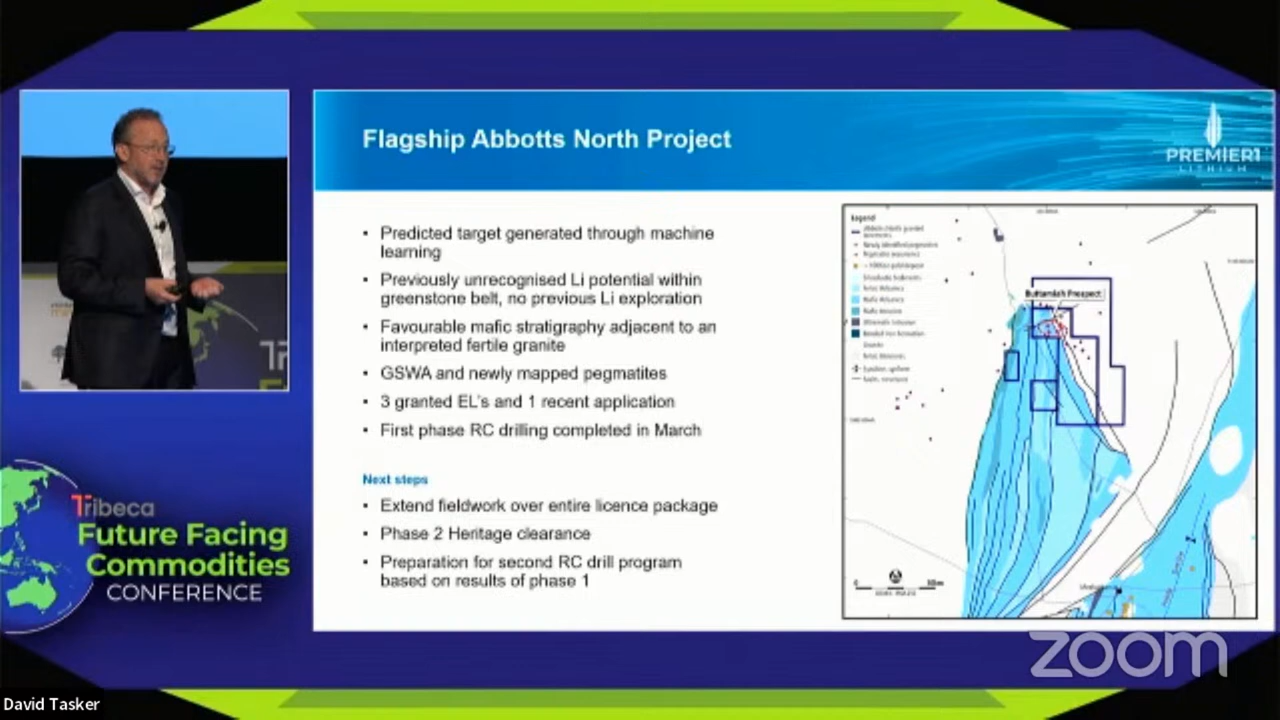 Flagship Abbotts North Project
PREMIER1
LITHIUM
• Predicted target generated through machine
learning
• Previously unrecognised Li potential within
greenstone belt, no previous Li exploration
• Favourable mafic stratigraphy adjacent to an
interpreted fertile granite
• GSWA and newly mapped pegmatites
• 3 granted EL's and 1 recent application
• First phase RC drilling completed in March
Next steps
• Extend fieldwork over entire licence package
• Phase 2 Heritage clearance
• Preparation for second RC drill program
based on results of phase 1
Legend
Buttamiah Prospect
Tribeca
Future Facing
Commodities
CONFERENCE
zoom
David Tasker